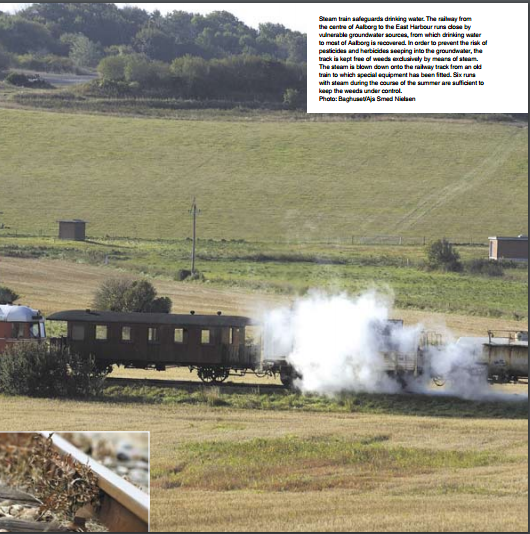 Steam train safeguards drinking water. The railway from
the centre of Aalborg to the East Harbour runs close by
vulnerable groundwater sources, from which drinking water
to most of Aalborg is recovered. In order to prevent the risk of
pesticides and herbicides seeping into the groundwater, the
track is kept free of weeds exclusively by means of steam.
The steam is blown down onto the railway track from an old
train to which special equipment has been fitted. Six runs
with steam during the course of the summer are sufficient to
keep the weeds under control.
Photo: Baghuset/Ajs Smed Nielsen